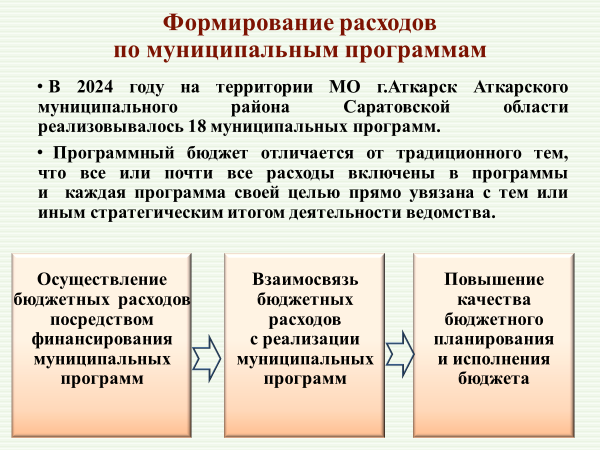 Формирование расходов
по муниципальным программам
• В 2024 году на территории МО г.Аткарск Аткарского
муниципального района Саратовской области
реализовывалось 18 муниципальных программ.
• Программный бюджет отличается от традиционного тем,
что все или почти все расходы включены в программы
и каждая программа своей целью прямо увязана с тем или
иным стратегическим итогом деятельности ведомства.
Осуществление
бюджетных расходов
посредством
финансирования
муниципальных
программ
Взаимосвязь
бюджетных
расходов
с реализации
муниципальных
программ
Повышение
качества
бюджетного
планирования
и исполнения
бюджета